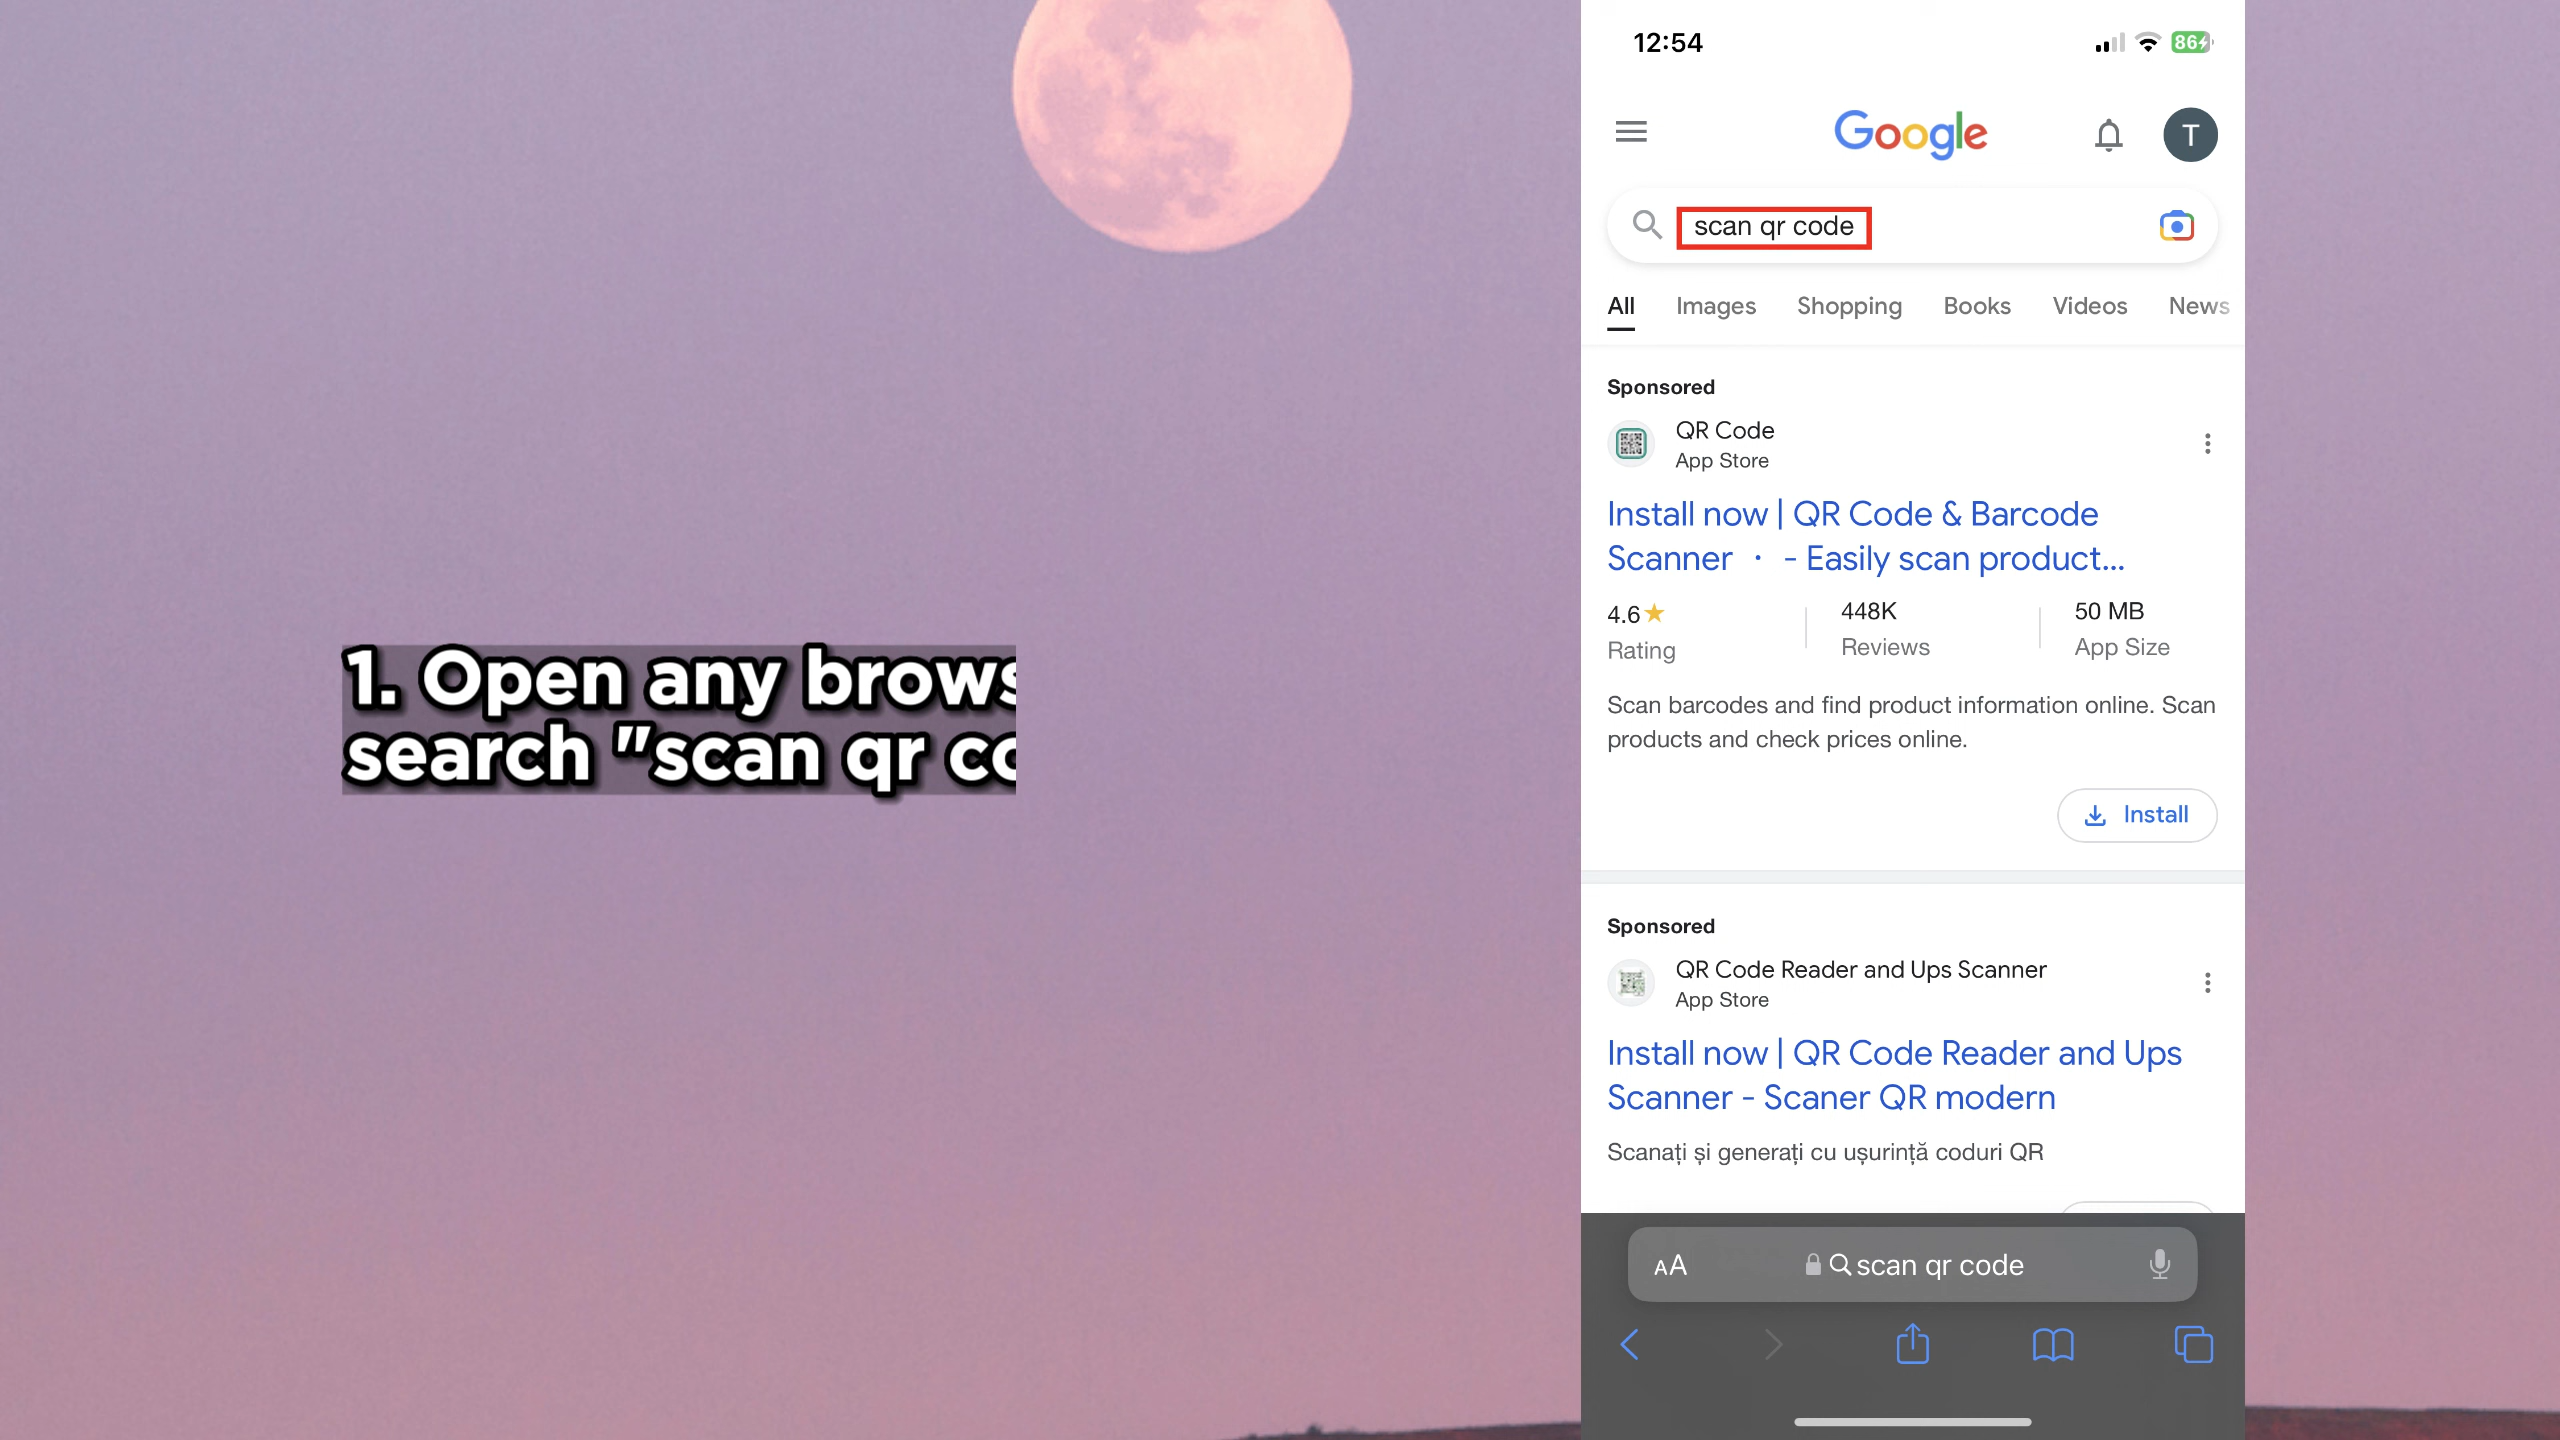 1. Open any
search "scan qr
12:54
86
Google
T
scan qr code
All Images Shopping Books Videos News
Sponsored
QR Code
App Store
Install now | QR Code & Barcode
Scanner · - Easily scan product...
4.6★ 448K 50 MB
Rating Reviews App Size
Scan barcodes and find product information online. Scan
products and check prices online.
Install
Sponsored
QR Code Reader and Ups Scanner
App Store
Install now | QR Code Reader and Ups
Scanner - Scaner QR modern
Scanați și generați cu ușurință coduri QR
AA scan qr code